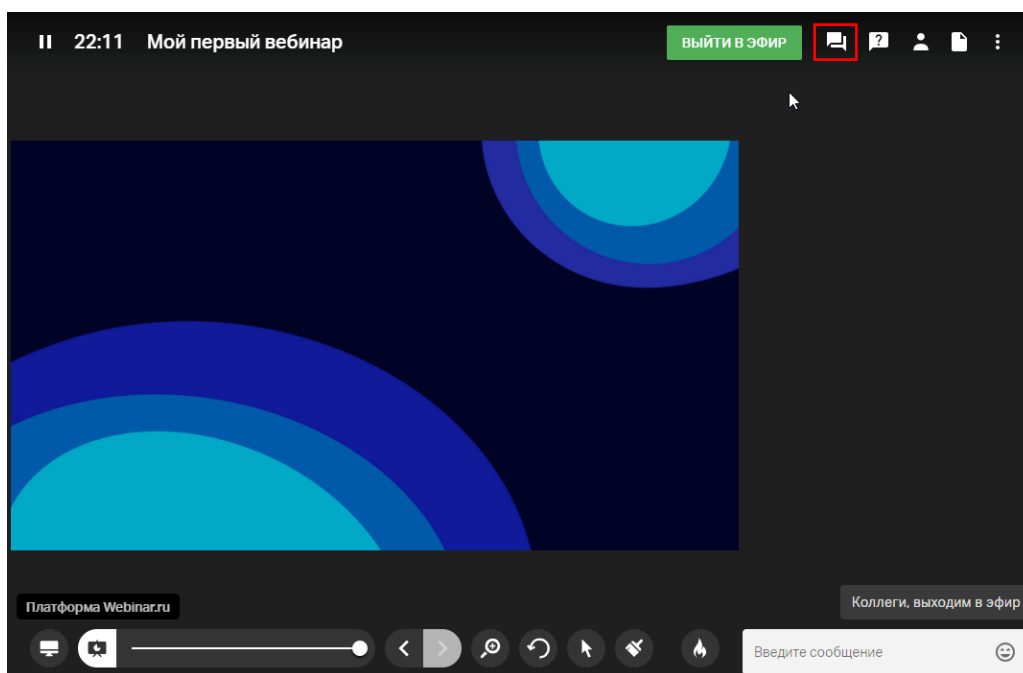 22:11 Мой первый вебинар ВЫЙТИ В ЭФИР
Платформа Webinar.ru
Коллеги, выходим в эфир
Введите сообщение